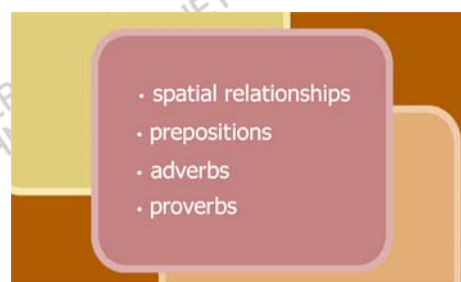 · spatial relationships
· prepositions
· adverbs
· proverbs